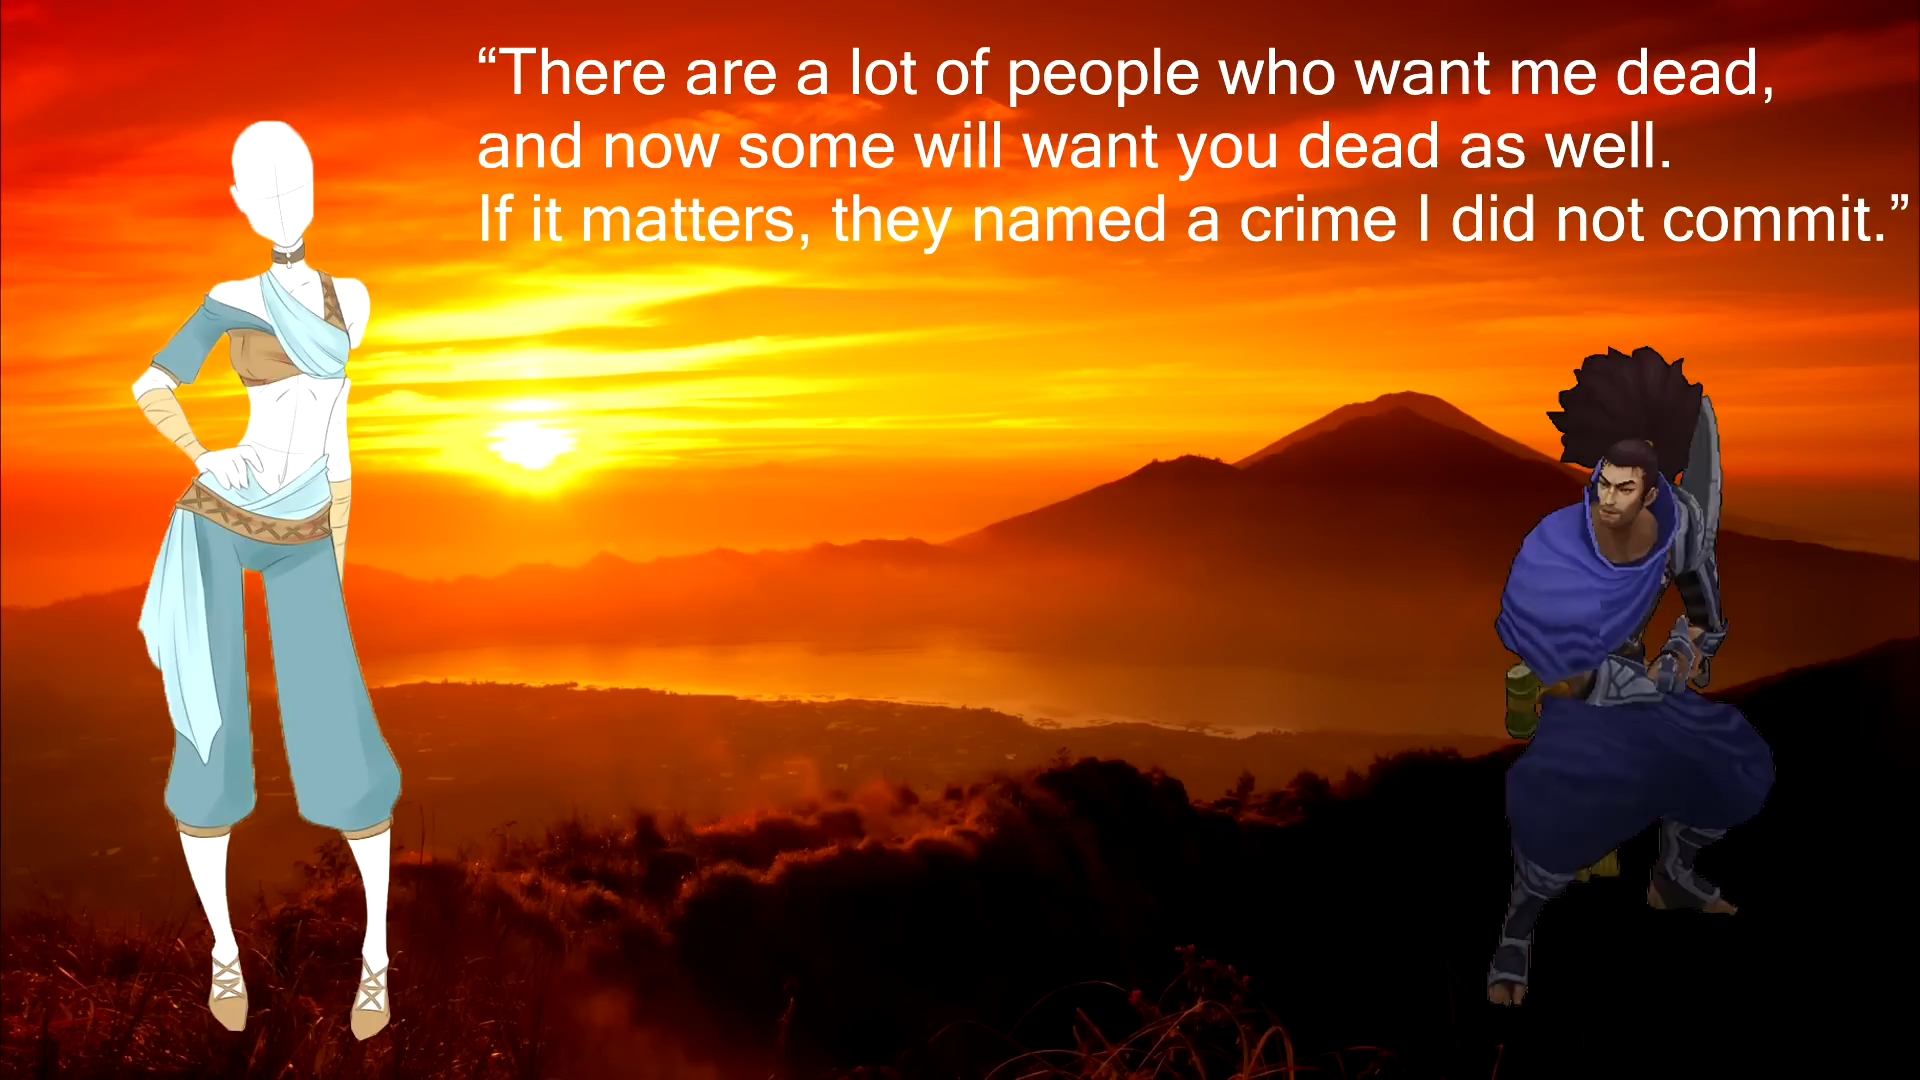 “There are a lot of people who want me dead,
and now some will want you dead as well.
If it matters, they named a crime I did not commit.”